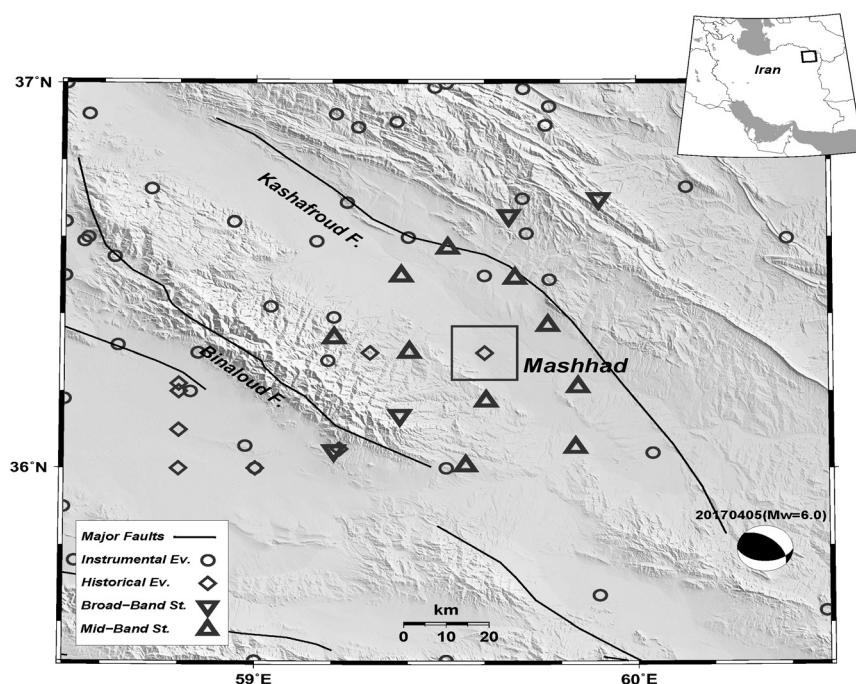 Iran
37°N
Kashafroud F.
Mashhad
Binaloud F.
36°N
20170405(Mw=6.0)
Major Faults
Instrumental Ev.
Historical Ev.
Broad-Band St.
Mid-Band St.
km
0 10 20
59°E
60°E